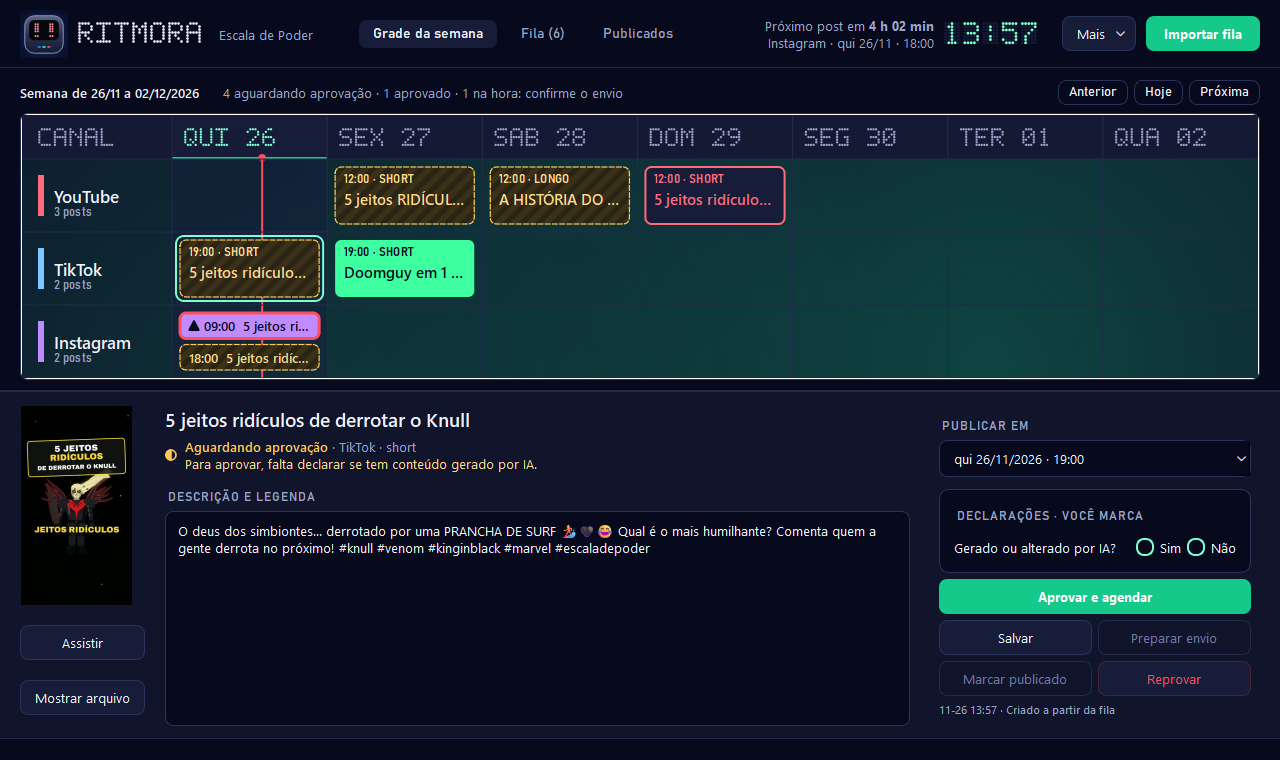 RITMORA
Escala de Poder
Grade da semana
Fila (6)
Publicados
Próximo post em 4 h 02 min
Instagram · qui 26/11 · 18:00
13:57
Mais
Importar fila
Semana de 26/11 a 02/12/2026
4 aguardando aprovação · 1 aprovado · 1 na hora: confirme o envio
Anterior
Hoje
Próxima
CANAL
QUI 26
SEX 27
SAB 28
DOM 29
SEG 30
TER 01
QUA 02
YouTube
3 posts
12:00 · SHORT
5 jeitos RIDÍCUL...
12:00 · LONGO
A HISTÓRIA DO ...
12:00 · SHORT
5 jeitos ridículo...
TikTok
2 posts
19:00 · SHORT
5 jeitos ridículo...
19:00 · SHORT
Doomguy em 1 ...
Instagram
2 posts
09:00 5 jeitos ri...
18:00 5 jeitos ridíc...
5 JEITOS
RIDÍCULOS
DE DERROTAR O KNULL
JEITOS RIDÍCULOS
Assistir
Mostrar arquivo
5 jeitos ridículos de derrotar o Knull
Aguardando aprovação · TikTok · short
Para aprovar, falta declarar se tem conteúdo gerado por IA.
DESCRIÇÃO E LEGENDA
O deus dos simbiontes... derrotado por uma PRANCHA DE SURF 🏄🖤😅 Qual é o mais humilhante? Comenta quem a
gente derrota no próximo! #knull #venom #kinginblack #marvel #escaladepoder
PUBLICAR EM
qui 26/11/2026 · 19:00
DECLARAÇÕES · VOCÊ MARCA
Gerado ou alterado por IA?
Sim
Não
Aprovar e agendar
Salvar
Preparar envio
Marcar publicado
Reprovar
11-26 13:57 · Criado a partir da fila